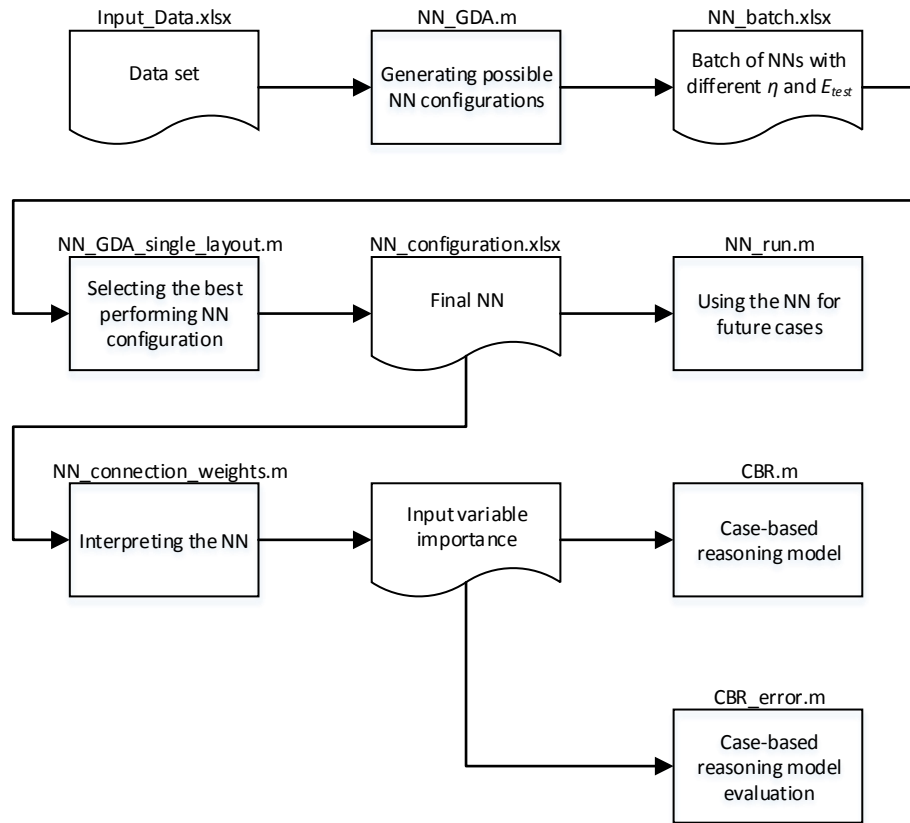 Input_Data.xlsx
Data set
NN_GDA.m
Generating possible
NN configurations
NN_batch.xlsx
Batch of NNs with
different η and E_test
NN_GDA_single_layout.m
Selecting the best
performing NN
configuration
NN_configuration.xlsx
Final NN
NN_run.m
Using the NN for
future cases
NN_connection_weights.m
Interpreting the NN
Input variable
importance
CBR.m
Case-based
reasoning model
CBR_error.m
Case-based
reasoning model
evaluation